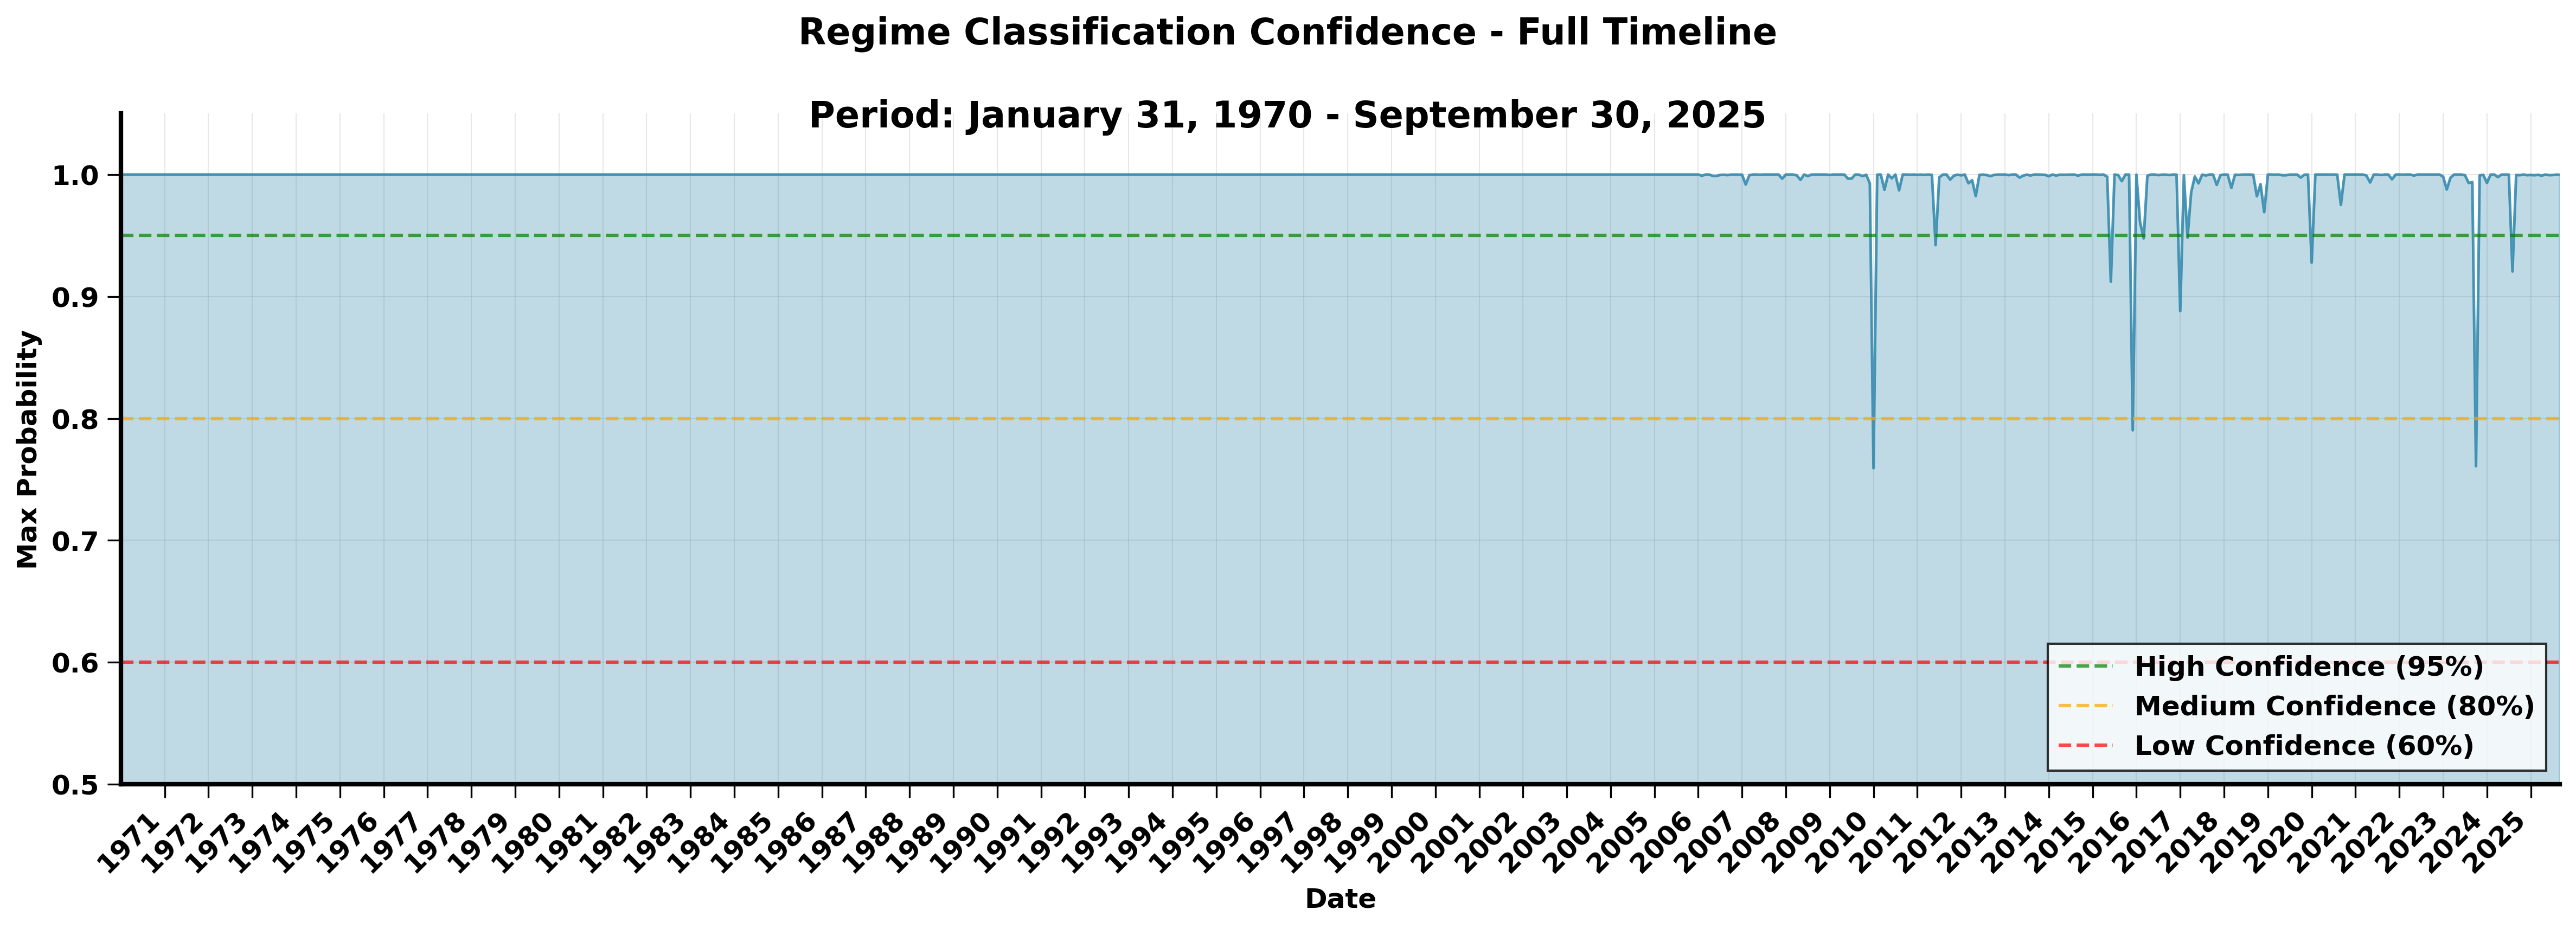 Regime Classification Confidence - Full Timeline
Period: January 31, 1970 - September 30, 2025
Max Probability
1.0
0.9
0.8
0.7
0.6
0.5
High Confidence (95%)
Medium Confidence (80%)
Low Confidence (60%)
1971 1972 1973 1974 1975 1976 1977 1978 1979 1980 1981 1982 1983 1984 1985 1986 1987 1988 1989 1990 1991 1992 1993 1994 1995 1996 1997 1998 1999 2000 2001 2002 2003 2004 2005 2006 2007 2008 2009 2010 2011 2012 2013 2014 2015 2016 2017 2018 2019 2020 2021 2022 2023 2024 2025
Date